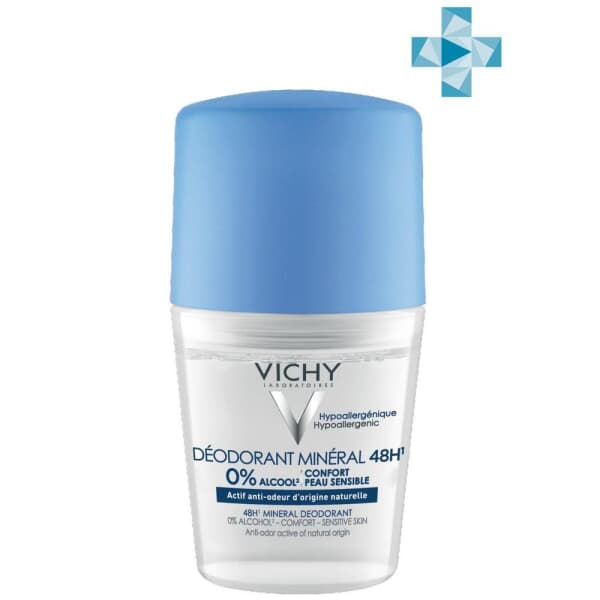 VICHY
LABORATOIRES
Hypoallergénique
Hypoallergenic
DÉODORANT MINÉRAL 48H¹
0% ALCOOL² CONFORT
PEAU SENSIBLE
Actif anti-odeur d'origine naturelle
48H¹ MINERAL DEODORANT
0% ALCOHOL² – COMFORT – SENSITIVE SKIN
Anti-odor active of natural origin